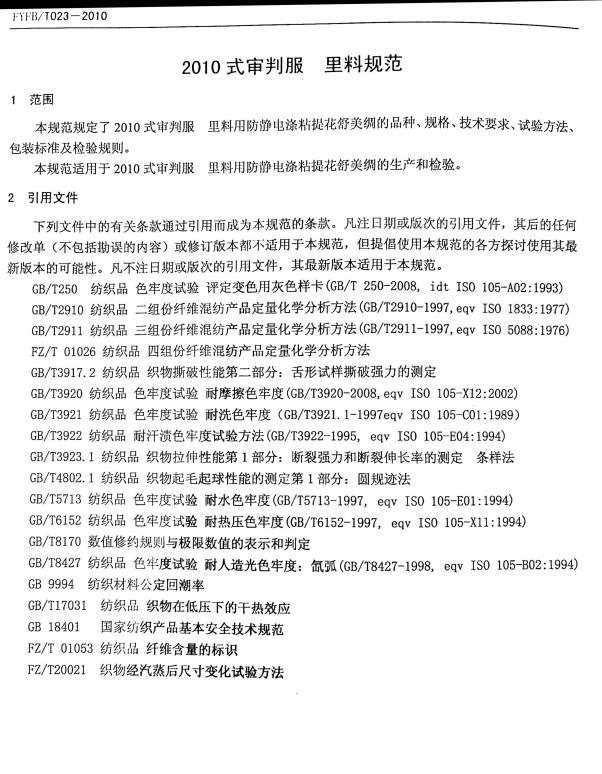 FYFB/T023－2010
2010 式审判服　里料规范
1 范围
本规范规定了 2010 式审判服　里料用防静电涤粘提花舒美绸的品种、规格、技术要求、试验方法、
包装标准及检验规则。
本规范适用于 2010 式审判服　里料用防静电涤粘提花舒美绸的生产和检验。
2 引用文件
下列文件中的有关条款通过引用而成为本规范的条款。凡注日期或版次的引用文件，其后的任何
修改单（不包括勘误的内容）或修订版本都不适用于本规范，但提倡使用本规范的各方探讨使用其最
新版本的可能性。凡不注日期或版次的引用文件，其最新版本适用于本规范。
GB/T250 纺织品 色牢度试验 评定变色用灰色样卡(GB/T 250-2008, idt ISO 105-A02:1993)
GB/T2910 纺织品 二组份纤维混纺产品定量化学分析方法(GB/T2910-1997,eqv ISO 1833:1977)
GB/T2911 纺织品 三组份纤维混纺产品定量化学分析方法(GB/T2911-1997,eqv ISO 5088:1976)
FZ/T 01026 纺织品 四组份纤维混纺产品定量化学分析方法
GB/T3917.2 纺织品 织物撕破性能第二部分：舌形试样撕破强力的测定
GB/T3920 纺织品 色牢度试验 耐摩擦色牢度(GB/T3920-2008,eqv ISO 105-X12:2002)
GB/T3921 纺织品 色牢度试验 耐洗色牢度（GB/T3921.1-1997eqv ISO 105-C01:1989）
GB/T3922 纺织品 耐汗渍色牢度试验方法(GB/T3922-1995, eqv ISO 105-E04:1994)
GB/T3923.1 纺织品 织物拉伸性能第 1 部分：断裂强力和断裂伸长率的测定　条样法
GB/T4802.1 纺织品 织物起毛起球性能的测定第 1 部分：圆规迹法
GB/T5713 纺织品 色牢度试验 耐水色牢度(GB/T5713-1997, eqv ISO 105-E01:1994)
GB/T6152 纺织品 色牢度试验 耐热压色牢度(GB/T6152-1997, eqv ISO 105-X11:1994)
GB/T8170 数值修约规则与极限数值的表示和判定
GB/T8427 纺织品 色牢度试验 耐人造光色牢度：氙弧(GB/T8427-1998, eqv ISO 105-B02:1994)
GB 9994 纺织材料公定回潮率
GB/T17031 纺织品 织物在低压下的干热效应
GB 18401 国家纺织产品基本安全技术规范
FZ/T 01053 纺织品 纤维含量的标识
FZ/T20021 织物经汽蒸后尺寸变化试验方法